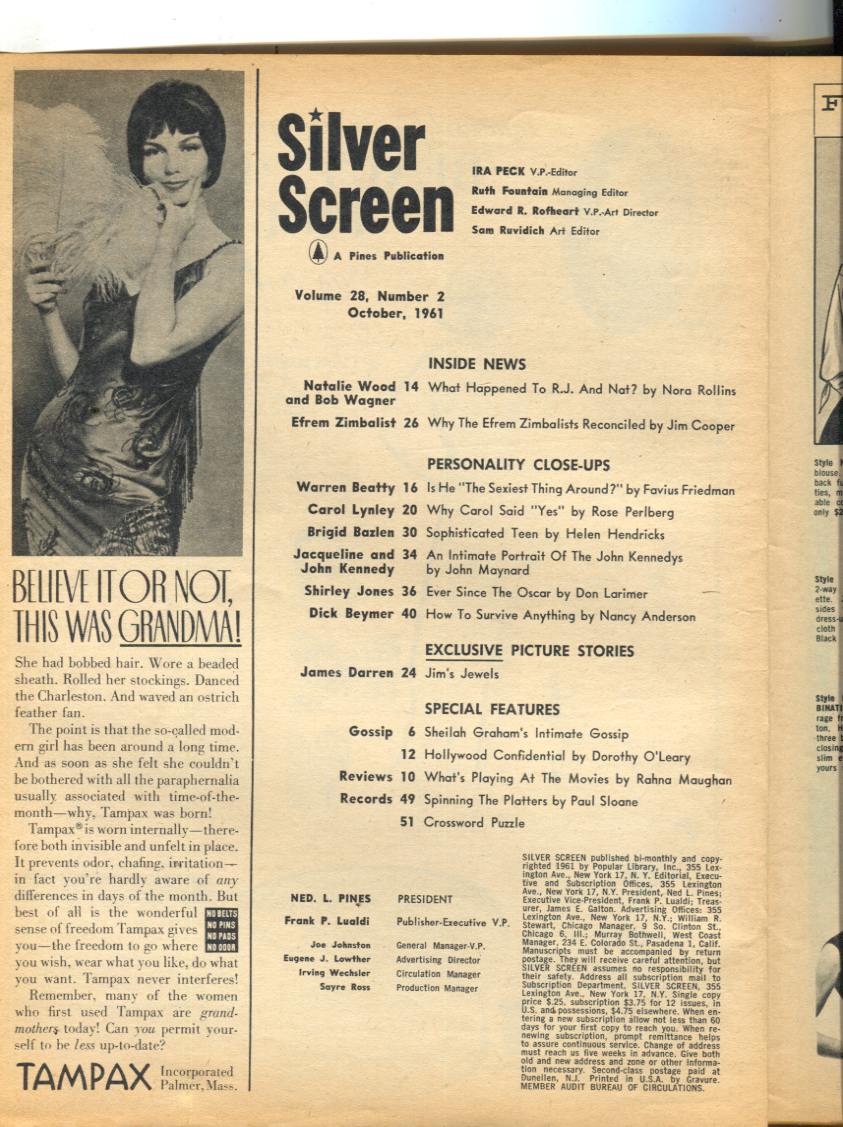 BELIEVE IT OR NOT,
THIS WAS GRANDMA!
She had bobbed hair. Wore a beaded
sheath. Rolled her stockings. Danced
the Charleston. And waved an ostrich
feather fan.
The point is that the so-called mod-
ern girl has been around a long time.
And as soon as she felt she couldn't
be bothered with all the paraphernalia
usually associated with time-of-the-
month—why, Tampax was born!
Tampax® is worn internally—there-
fore both invisible and unfelt in place.
It prevents odor, chafing, irritation—
in fact you're hardly aware of any
differences in days of the month. But
best of all is the wonderful
sense of freedom Tampax gives
you—the freedom to go where
NO BELTS
NO PINS
NO PADS
NO ODOR
you wish, wear what you like, do what
you want. Tampax never interferes!
Remember, many of the women
who first used Tampax are grand-
mothers today! Can you permit your-
self to be less up-to-date?
TAMPAX Incorporated
Palmer, Mass.
Silver
Screen
A Pines Publication
IRA PECK V.P.-Editor
Ruth Fountain Managing Editor
Edward R. Rofheart V.P.-Art Director
Sam Ruvidich Art Editor
Volume 28, Number 2
October, 1961
INSIDE NEWS
Natalie Wood 14 What Happened To R.J. And Nat? by Nora Rollins
and Bob Wagner
Efrem Zimbalist 26 Why The Efrem Zimbalists Reconciled by Jim Cooper
PERSONALITY CLOSE-UPS
Warren Beatty 16 Is He "The Sexiest Thing Around?" by Favius Friedman
Carol Lynley 20 Why Carol Said "Yes" by Rose Perlberg
Brigid Bazlen 30 Sophisticated Teen by Helen Hendricks
Jacqueline and 34 An Intimate Portrait Of The John Kennedys
John Kennedy by John Maynard
Shirley Jones 36 Ever Since The Oscar by Don Larimer
Dick Beymer 40 How To Survive Anything by Nancy Anderson
EXCLUSIVE PICTURE STORIES
James Darren 24 Jim's Jewels
SPECIAL FEATURES
Gossip 6 Sheilah Graham's Intimate Gossip
12 Hollywood Confidential by Dorothy O'Leary
Reviews 10 What's Playing At The Movies by Rahna Maughan
Records 49 Spinning The Platters by Paul Sloane
51 Crossword Puzzle
NED. L. PINES PRESIDENT
Frank P. Lualdi Publisher-Executive V.P.
Joe Johnston General Manager-V.P.
Eugene J. Lowther Advertising Director
Irving Wechsler Circulation Manager
Sayre Ross Production Manager
SILVER SCREEN published bi-monthly and copy-
righted 1961 by Popular Library, Inc., 355 Lex-
ington Ave., New York 17, N. Y. Editorial, Execu-
tive and Subscription Offices, 355 Lexington
Ave., New York 17, N.Y. President, Ned L. Pines;
Executive Vice-President, Frank P. Lualdi; Treas-
urer, James E. Galton. Advertising Offices: 355
Lexington Ave., New York 17, N.Y.; William R.
Stewart, Chicago Manager, 9 So. Clinton St.,
Chicago 6, Ill.; Murray Bothwell, West Coast
Manager, 234 E. Colorado St., Pasadena 1, Calif.
Manuscripts must be accompanied by return
postage. They will receive careful attention, but
SILVER SCREEN assumes no responsibility for
their safety. Address all subscription mail to
Subscription Department, SILVER SCREEN, 355
Lexington Ave., New York 17, N.Y. Single copy
price $.25, subscription $3.75 for 12 issues, in
U.S. and possessions, $4.75 elsewhere. When en-
tering a new subscription allow not less than 60
days for your first copy to reach you. When re-
newing subscription, prompt remittance helps
to assure continuous service. Change of address
must reach us five weeks in advance. Give both
old and new address and zone or other informa-
tion necessary. Second-class postage paid at
Dunellen, N.J. Printed in U.S.A. by Gravure.
MEMBER AUDIT BUREAU OF CIRCULATIONS.
F
Style
blouse.
back
ties,
able
only
Style
2-way
ette.
sides
dress-
cloth
Black
Style
BINATI
rage
ton.
three
closing
slim
yours